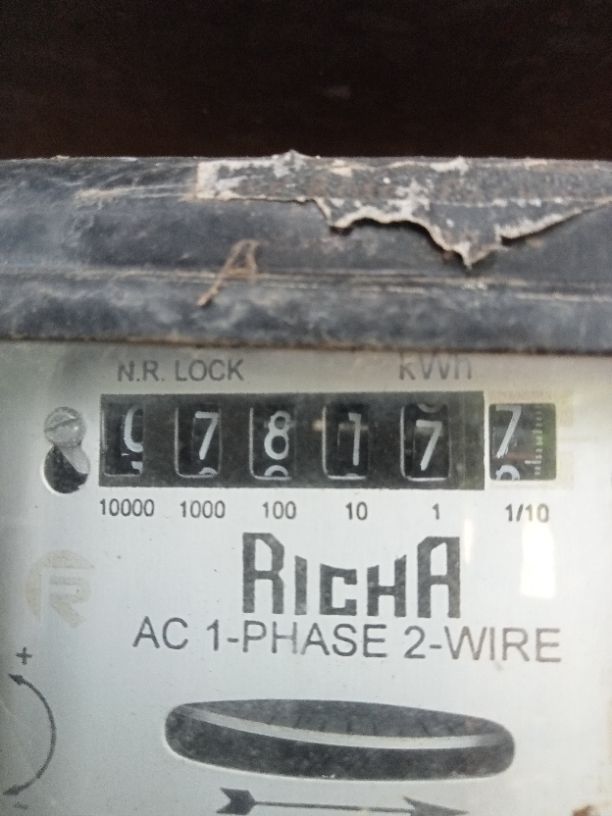 N.R. LOCK kWh
0 7 8 1 7 7
10000 1000 100 10 1 1/10
RICHA
AC 1-PHASE 2-WIRE
+
-